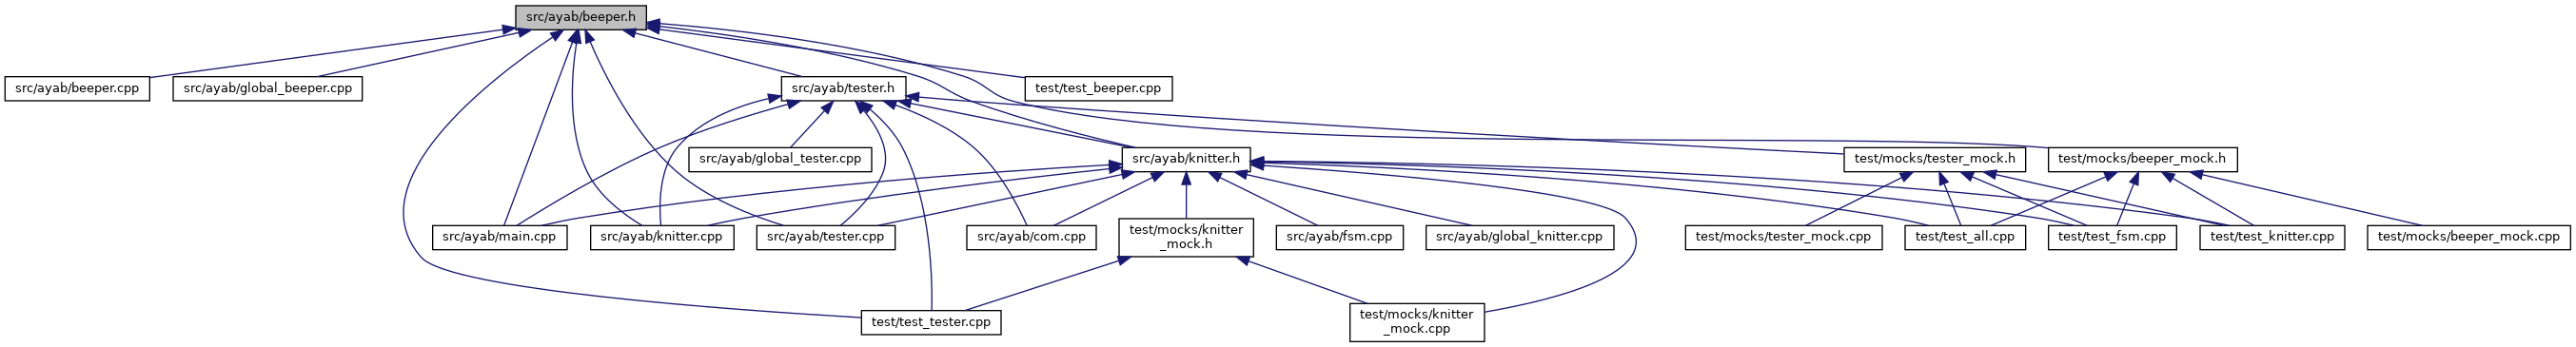 src/ayab/beeper.h
src/ayab/beeper.cpp
src/ayab/global_beeper.cpp
src/ayab/tester.h
test/test_beeper.cpp
src/ayab/global_tester.cpp
src/ayab/knitter.h
test/mocks/tester_mock.h
test/mocks/beeper_mock.h
src/ayab/main.cpp
src/ayab/knitter.cpp
src/ayab/tester.cpp
src/ayab/com.cpp
test/mocks/knitter
_mock.h
src/ayab/fsm.cpp
src/ayab/global_knitter.cpp
test/mocks/tester_mock.cpp
test/test_all.cpp
test/test_fsm.cpp
test/test_knitter.cpp
test/mocks/beeper_mock.cpp
test/test_tester.cpp
test/mocks/knitter
_mock.cpp